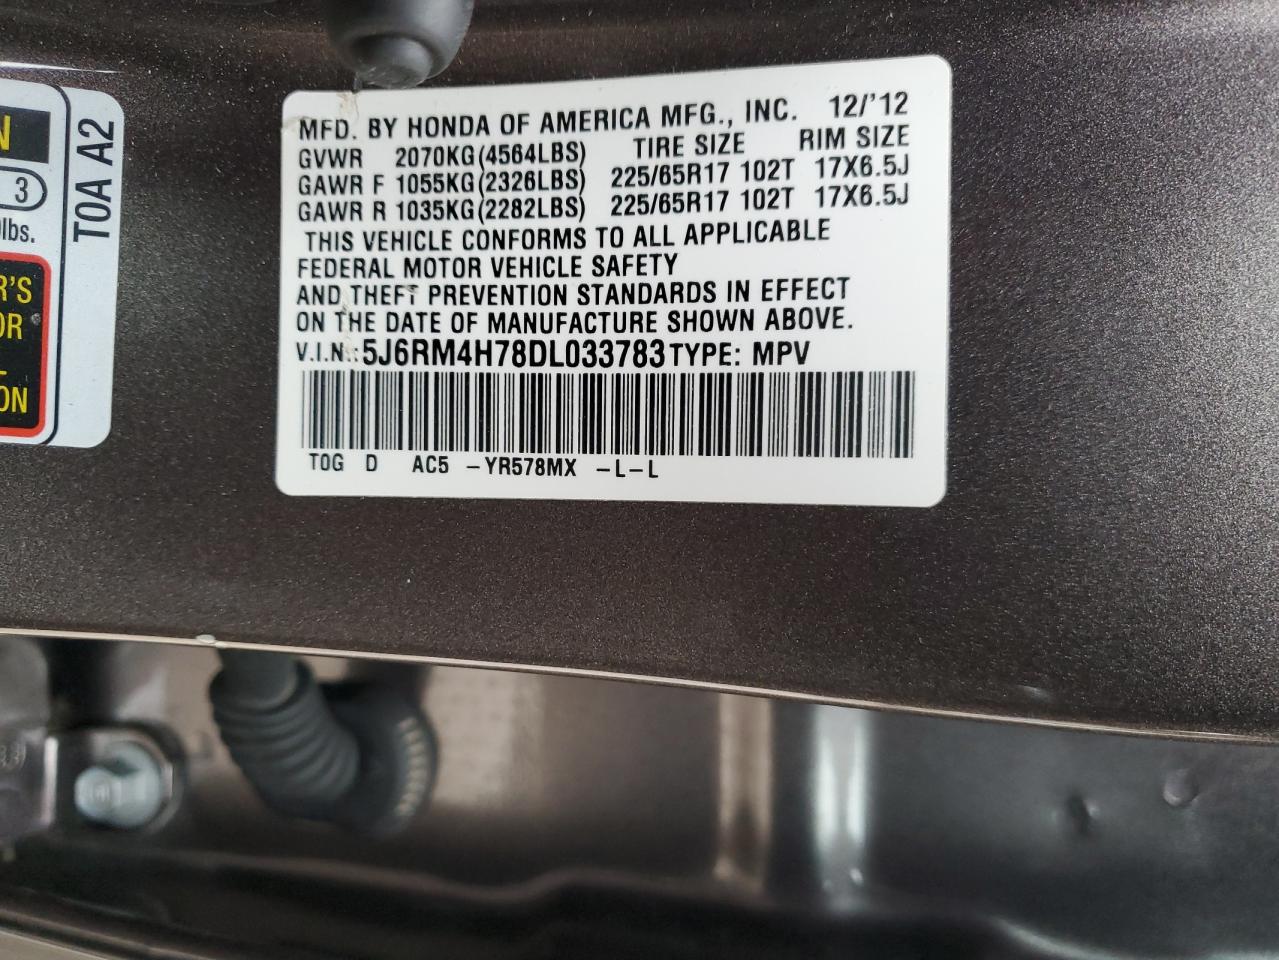 MFD. BY HONDA OF AMERICA MFG., INC. 12/'12
GVWR 2070KG(4564LBS) TIRE SIZE RIM SIZE
GAWR F 1055KG(2326LBS) 225/65R17 102T 17X6.5J
GAWR R 1035KG(2282LBS) 225/65R17 102T 17X6.5J
THIS VEHICLE CONFORMS TO ALL APPLICABLE
FEDERAL MOTOR VEHICLE SAFETY
AND THEFT PREVENTION STANDARDS IN EFFECT
ON THE DATE OF MANUFACTURE SHOWN ABOVE.
V.I.N.: 5J6RM4H78DL033783 TYPE: MPV
TOG D AC5 -YR578MX -L-L
TOA A2
3
lbs.